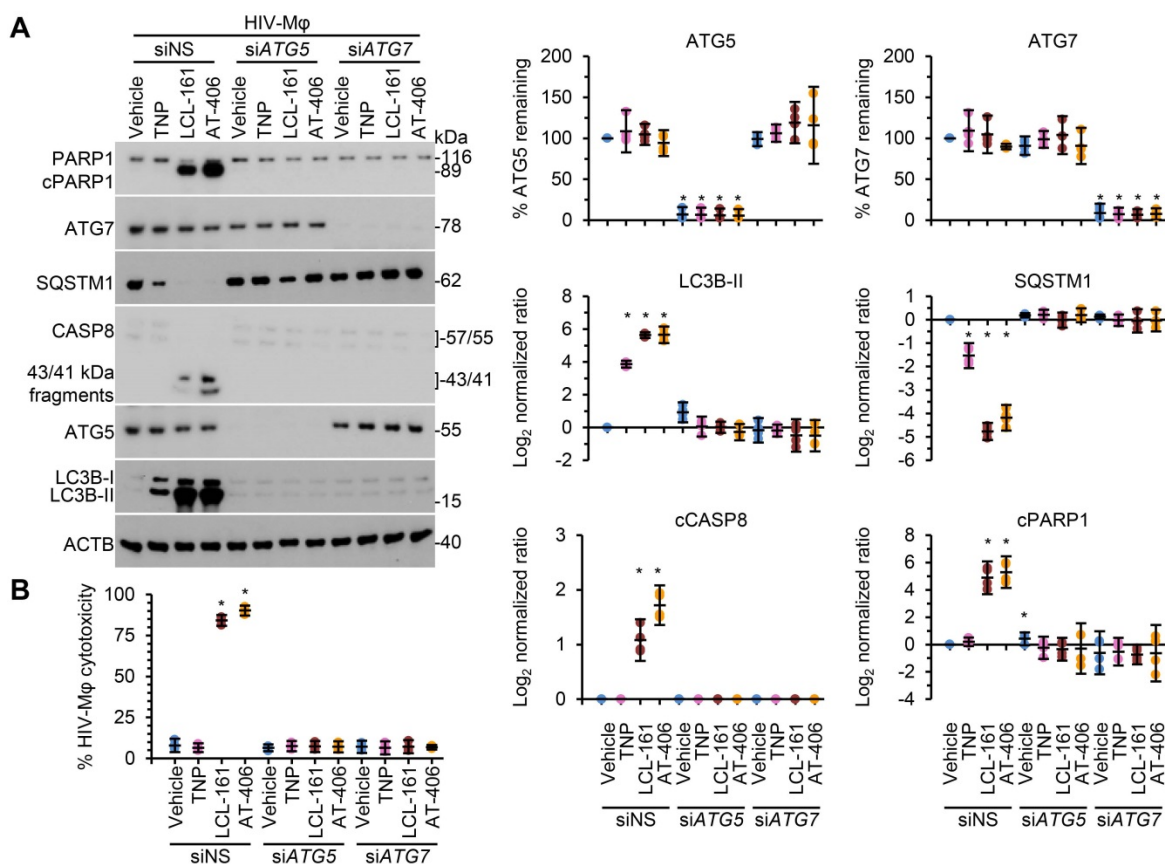 A
HIV-Mφ
siNS siATG5 siATG7
Vehicle TNP LCL-161 AT-406 Vehicle TNP LCL-161 AT-406 Vehicle TNP LCL-161 AT-406
kDa
PARP1 -116
cPARP1 -89
ATG7 -78
SQSTM1 -62
CASP8 ]-57/55
43/41 kDa ]-43/41
fragments
ATG5 -55
LC3B-I
LC3B-II -15
ACTB -40
ATG5
% ATG5 remaining
200
150
100
50
0
* * * *
ATG7
% ATG7 remaining
200
150
100
50
0
* * * *
LC3B-II
Log2 normalized ratio
8
6
4
2
0
-2
* * *
SQSTM1
Log2 normalized ratio
1
0
-1
-2
-3
-4
-5
-6
* * *
cCASP8
Log2 normalized ratio
3
2
1
0
* *
Vehicle TNP LCL-161 AT-406 Vehicle TNP LCL-161 AT-406 Vehicle TNP LCL-161 AT-406
siNS siATG5 siATG7
cPARP1
Log2 normalized ratio
8
6
4
2
0
-2
-4
* * *
Vehicle TNP LCL-161 AT-406 Vehicle TNP LCL-161 AT-406 Vehicle TNP LCL-161 AT-406
siNS siATG5 siATG7
B
% HIV-Mφ cytotoxicity
100
75
50
25
0
* *
Vehicle TNP LCL-161 AT-406 Vehicle TNP LCL-161 AT-406 Vehicle TNP LCL-161 AT-406
siNS siATG5 siATG7